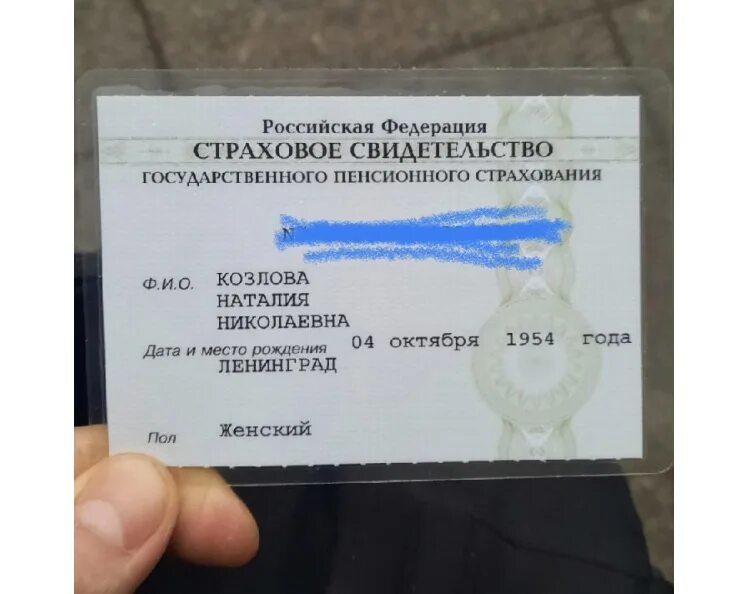 Российская Федерация
СТРАХОВОЕ СВИДЕТЕЛЬСТВО
ГОСУДАРСТВЕННОГО ПЕНСИОННОГО СТРАХОВАНИЯ
Ф.И.О. КОЗЛОВА
НАТАЛИЯ
НИКОЛАЕВНА
Дата и место рождения 04 октября 1954 года
ЛЕНИНГРАД
Пол Женский